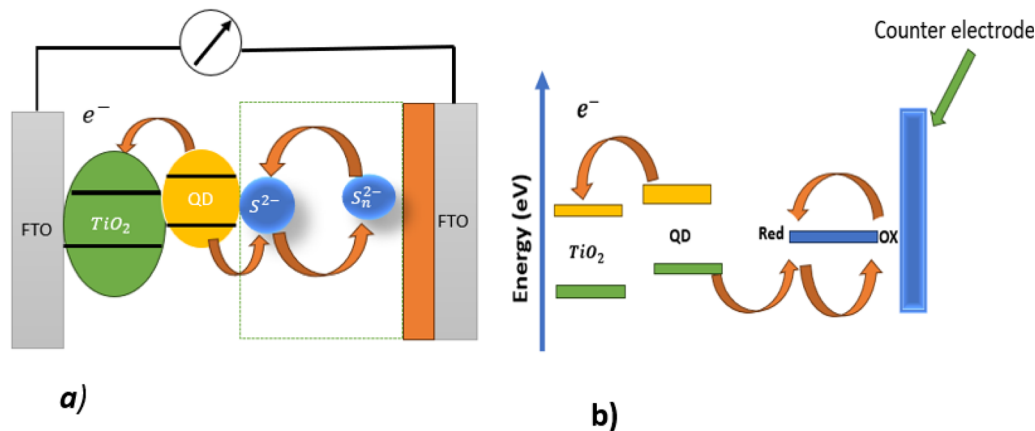 e⁻
FTO
TiO₂
QD
S²⁻
Sₙ²⁻
FTO
a)
Counter electrode
Energy (eV)
e⁻
TiO₂
QD
Red
OX
b)